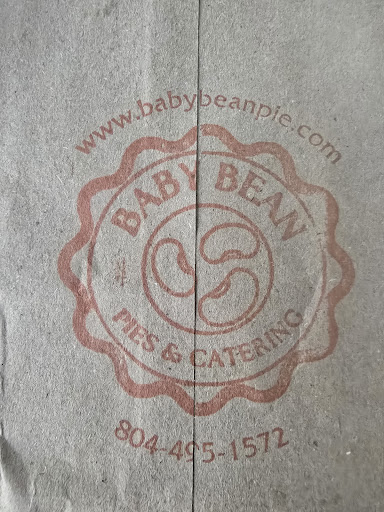 www.babybeanpie.com
BABY BEAN
PIES & CATERING
804-495-1572